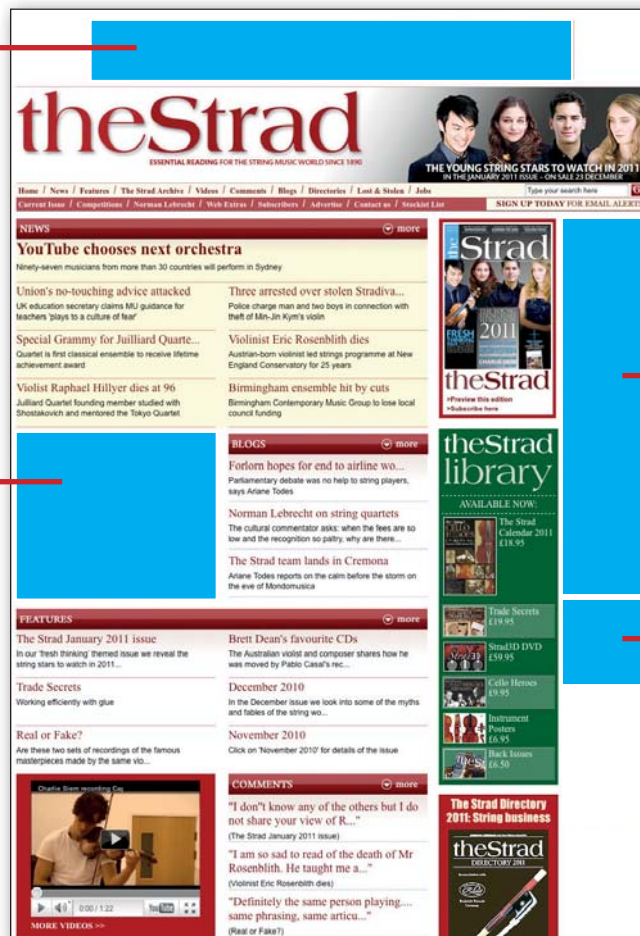 theStrad
ESSENTIAL READING FOR THE STRING MUSIC WORLD SINCE 1890
THE YOUNG STRING STARS TO WATCH IN 2011
IN THE JANUARY 2011 ISSUE - ON SALE 23 DECEMBER
Home / News / Features / The Strad Archive / Videos / Comments / Blogs / Directories / Lost & Stolen / Jobs
Type your search here
Current Issue / Competitions / Norman Lebrecht / Web Extras / Subscribers / Advertise / Contact us / Stockist List
SIGN UP TODAY FOR EMAIL ALERTS
NEWS
more
YouTube chooses next orchestra
Ninety-seven musicians from more than 30 countries will perform in Sydney
Union's no-touching advice attacked
UK education secretary claims MU guidance for
teachers 'plays to a culture of fear'
Three arrested over stolen Stradiva...
Police charge man and two boys in connection with
theft of Min-Jin Kym's violin
Special Grammy for Juilliard Quarte...
Quartet is first classical ensemble to receive lifetime
achievement award
Violinist Eric Rosenblith dies
Austrian-born violinist led strings programme at New
England Conservatory for 25 years
Violist Raphael Hillyer dies at 96
Juilliard Quartet founding member studied with
Shostakovich and mentored the Tokyo Quartet
Birmingham ensemble hit by cuts
Birmingham Contemporary Music Group to lose local
council funding
BLOGS
more
Forlorn hopes for end to airline wo...
Parliamentary debate was no help to string players,
says Ariane Todes
Norman Lebrecht on string quartets
The cultural commentator asks: when the fees are so
low and the recognition so paltry, why are there...
The Strad team lands in Cremona
Ariane Todes reports on the calm before the storm on
the eve of Mondomusica
FEATURES
more
The Strad January 2011 issue
In our 'fresh thinking' themed issue we reveal the
string stars to watch in 2011...
Brett Dean's favourite CDs
The Australian violist and composer shares how he
was moved by Pablo Casal's rec...
Trade Secrets
Working efficiently with glue
December 2010
In the December issue we look into some of the myths
and fables of the string wo...
Real or Fake?
Are these two sets of recordings of the famous
masterpieces made by the same vio...
November 2010
Click on 'November 2010' for details of the issue
Charlie Siem recording Cap
0:00 / 1:22
YouTube
MORE VIDEOS >>
COMMENTS
more
"I don"t know any of the others but I do
not share your view of R..."
(The Strad January 2011 issue)
"I am so sad to read of the death of Mr
Rosenblith. He taught me a..."
(Violinist Eric Rosenblith dies)
"Definitely the same person playing....
same phrasing, same articu..."
(Real or Fake?)
the
Strad
FRESH
THINKING
2011
theStrad
>Preview this edition
>Subscribe here
theStrad
library
AVAILABLE NOW:
The Strad
Calendar 2011
£18.95
Trade Secrets
£19.95
Strad3D DVD
£59.95
Cello Heroes
£9.95
Instrument
Posters
£6.95
Back Issues
£6.50
The Strad Directory
2011: String business
theStrad
DIRECTORY 2011